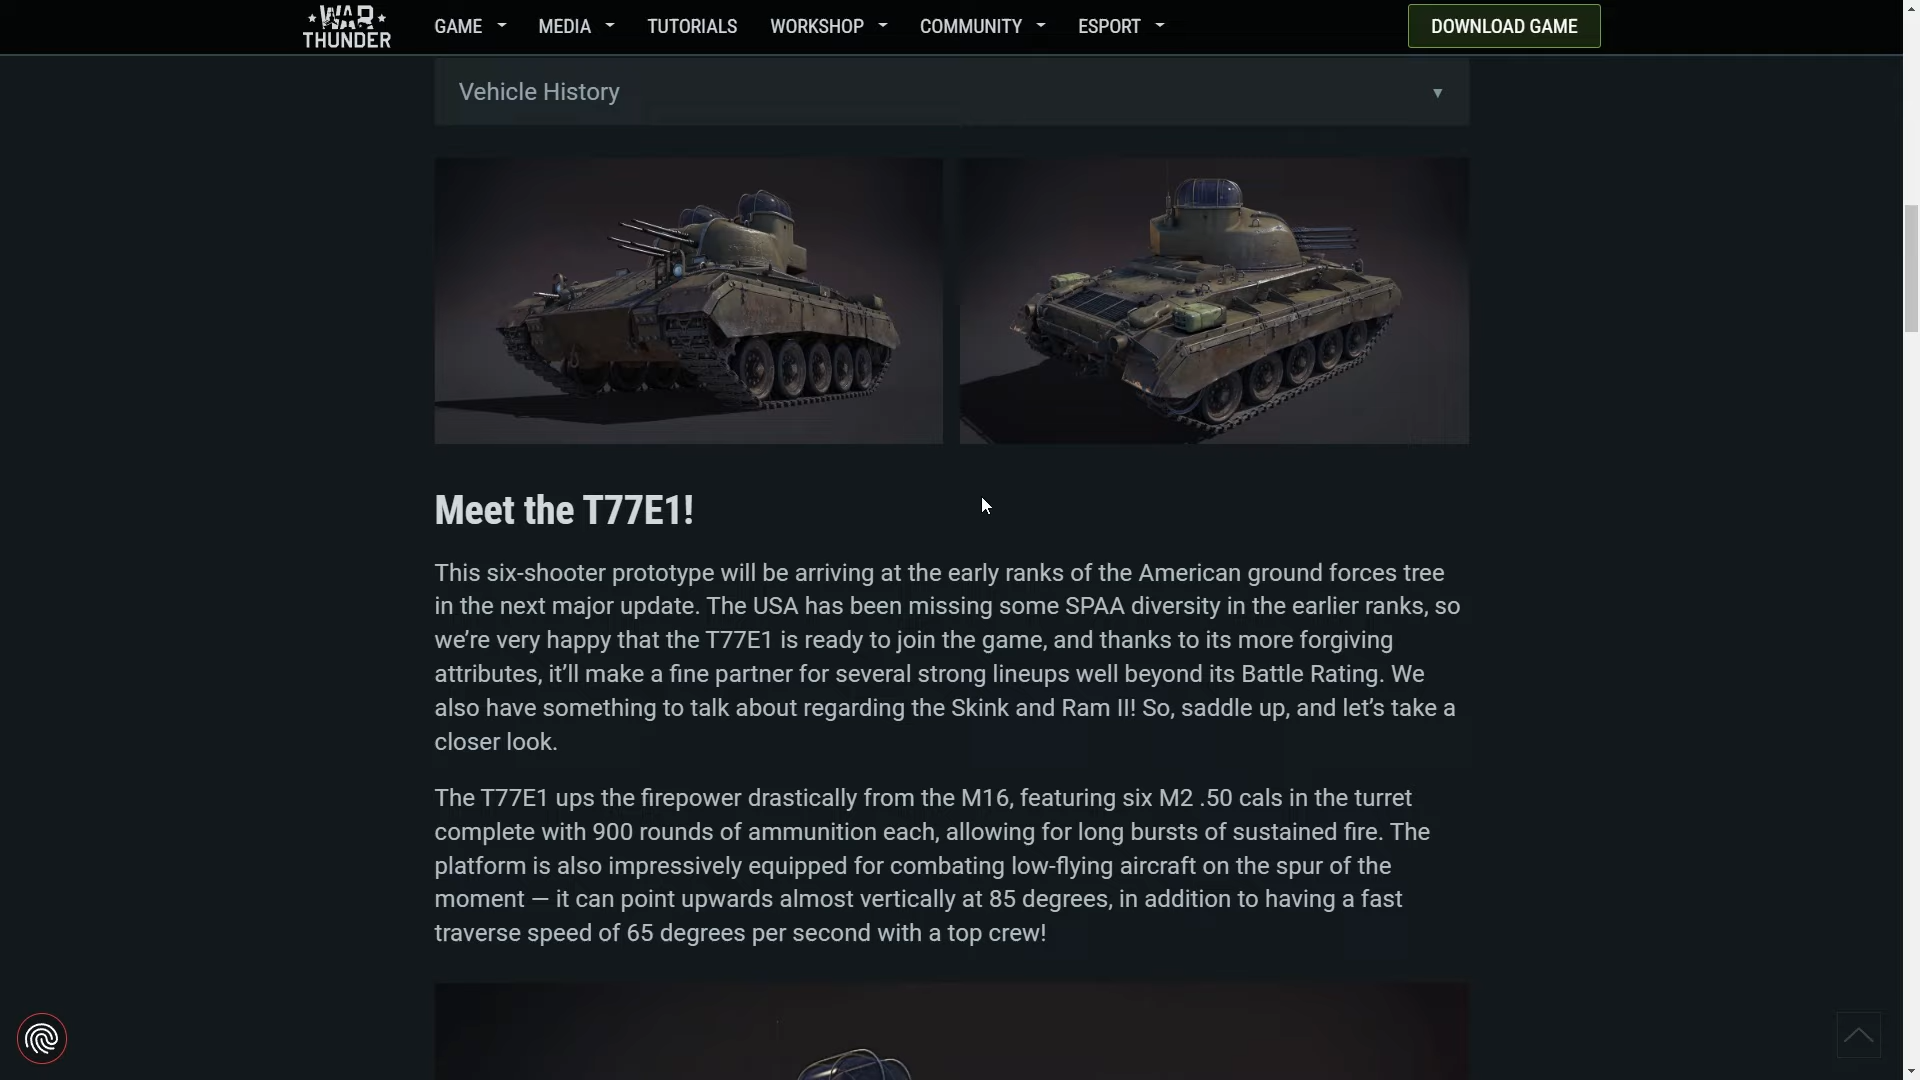 WAR
THUNDER
GAME
MEDIA
TUTORIALS
WORKSHOP
COMMUNITY
ESPORT
DOWNLOAD GAME
Vehicle History
Meet the T77E1!
This six-shooter prototype will be arriving at the early ranks of the American ground forces tree
in the next major update. The USA has been missing some SPAA diversity in the earlier ranks, so
we’re very happy that the T77E1 is ready to join the game, and thanks to its more forgiving
attributes, it’ll make a fine partner for several strong lineups well beyond its Battle Rating. We
also have something to talk about regarding the Skink and Ram II! So, saddle up, and let’s take a
closer look.
The T77E1 ups the firepower drastically from the M16, featuring six M2 .50 cals in the turret
complete with 900 rounds of ammunition each, allowing for long bursts of sustained fire. The
platform is also impressively equipped for combating low-flying aircraft on the spur of the
moment — it can point upwards almost vertically at 85 degrees, in addition to having a fast
traverse speed of 65 degrees per second with a top crew!